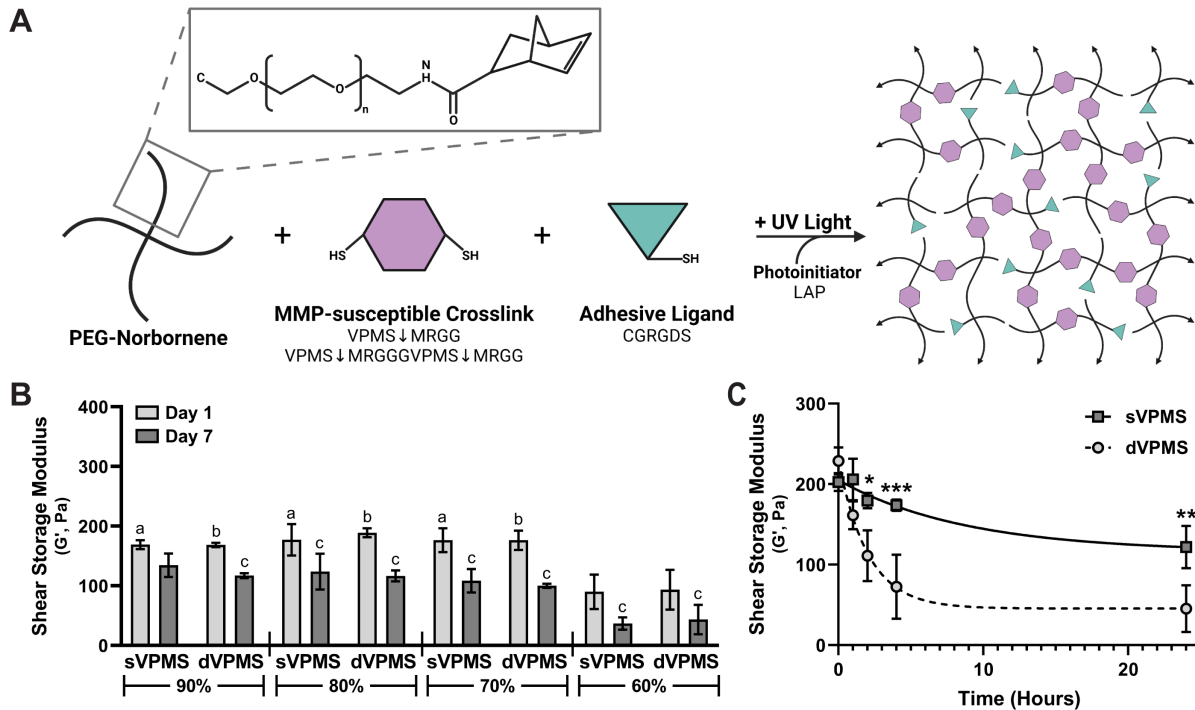 A
C
O
O
n
N
H
O
+
HS
SH
+
SH
+ UV Light
Photoinitiator
LAP
PEG-Norbornene
MMP-susceptible Crosslink
VPMS↓MRGG
VPMS↓MRGGGVPMS↓MRGG
Adhesive Ligand
CGRGDS
B
Shear Storage Modulus
(G', Pa)
400
300
200
100
0
Day 1
Day 7
a
b
c
a
c
b
c
a
c
b
c
c
c
sVPMS
dVPMS
sVPMS
dVPMS
sVPMS
dVPMS
sVPMS
dVPMS
90%
80%
70%
60%
C
Shear Storage Modulus
(G', Pa)
300
200
100
0
sVPMS
dVPMS
*
***
**
0
10
20
Time (Hours)